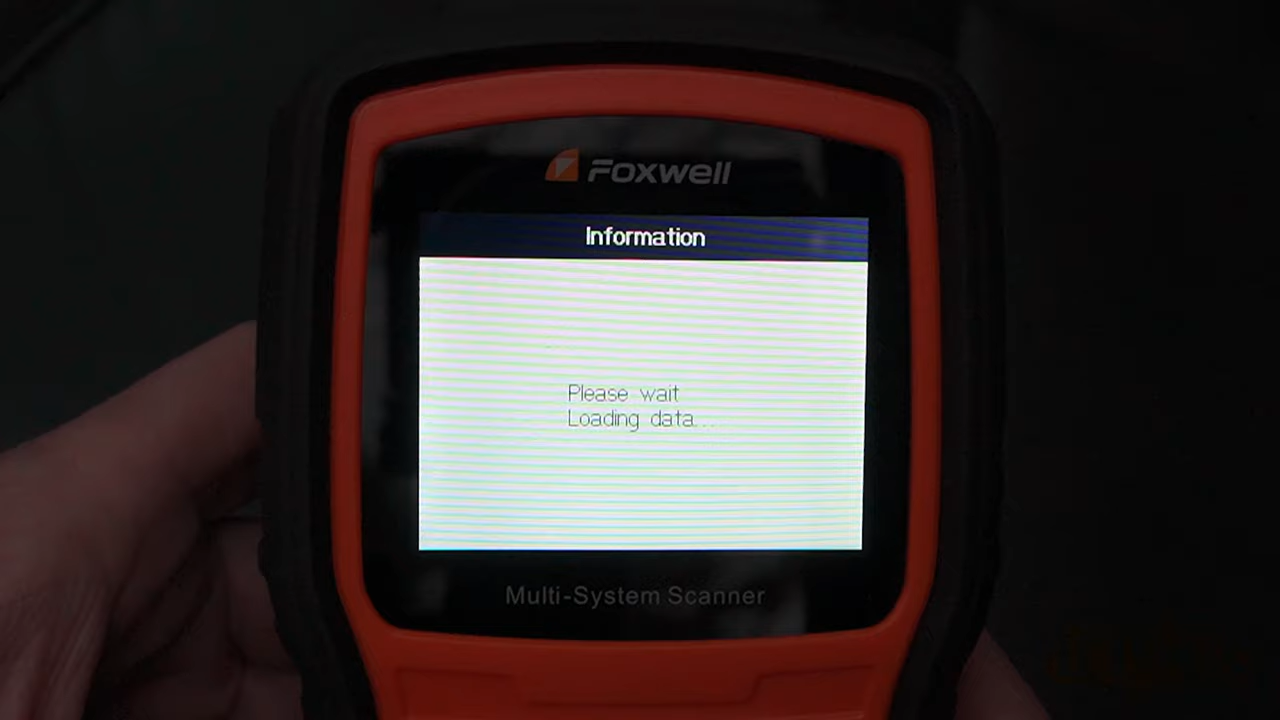 Foxwell
Information
Please wait
Loading data...
Multi-System Scanner